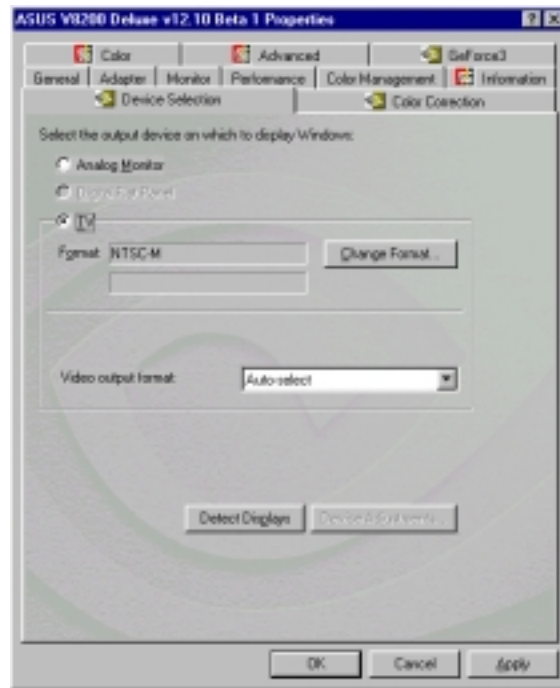 ASUS V8200 Deluxe v12.10 Beta 1 Properties
Color Advanced GeForce3
General Adapter Monitor Performance Color Management Information
Device Selection Color Correction
Select the output device on which to display Windows:
Analog Monitor
Digital Flat Panel
TV
Format: NTSC-M Change Format...
Video output format: Auto-select
Detect Displays Device Adjustments...
OK Cancel Apply